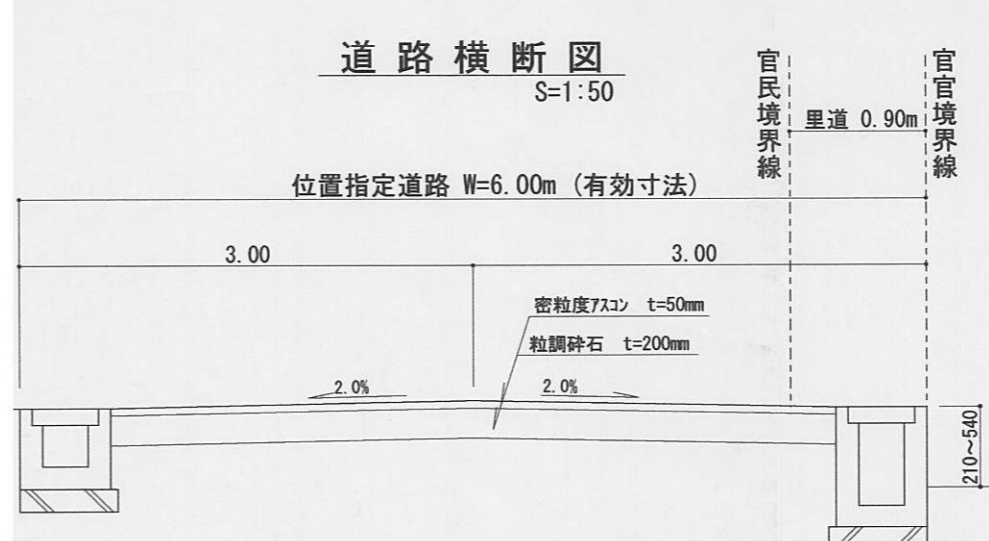 道路横断図
S=1:50
官民境界線
里道 0.90m
官官境界線
位置指定道路 W=6.00m (有効寸法)
3.00
3.00
密粒度アスコン t=50mm
粒調砕石 t=200mm
2.0%
2.0%
210~540